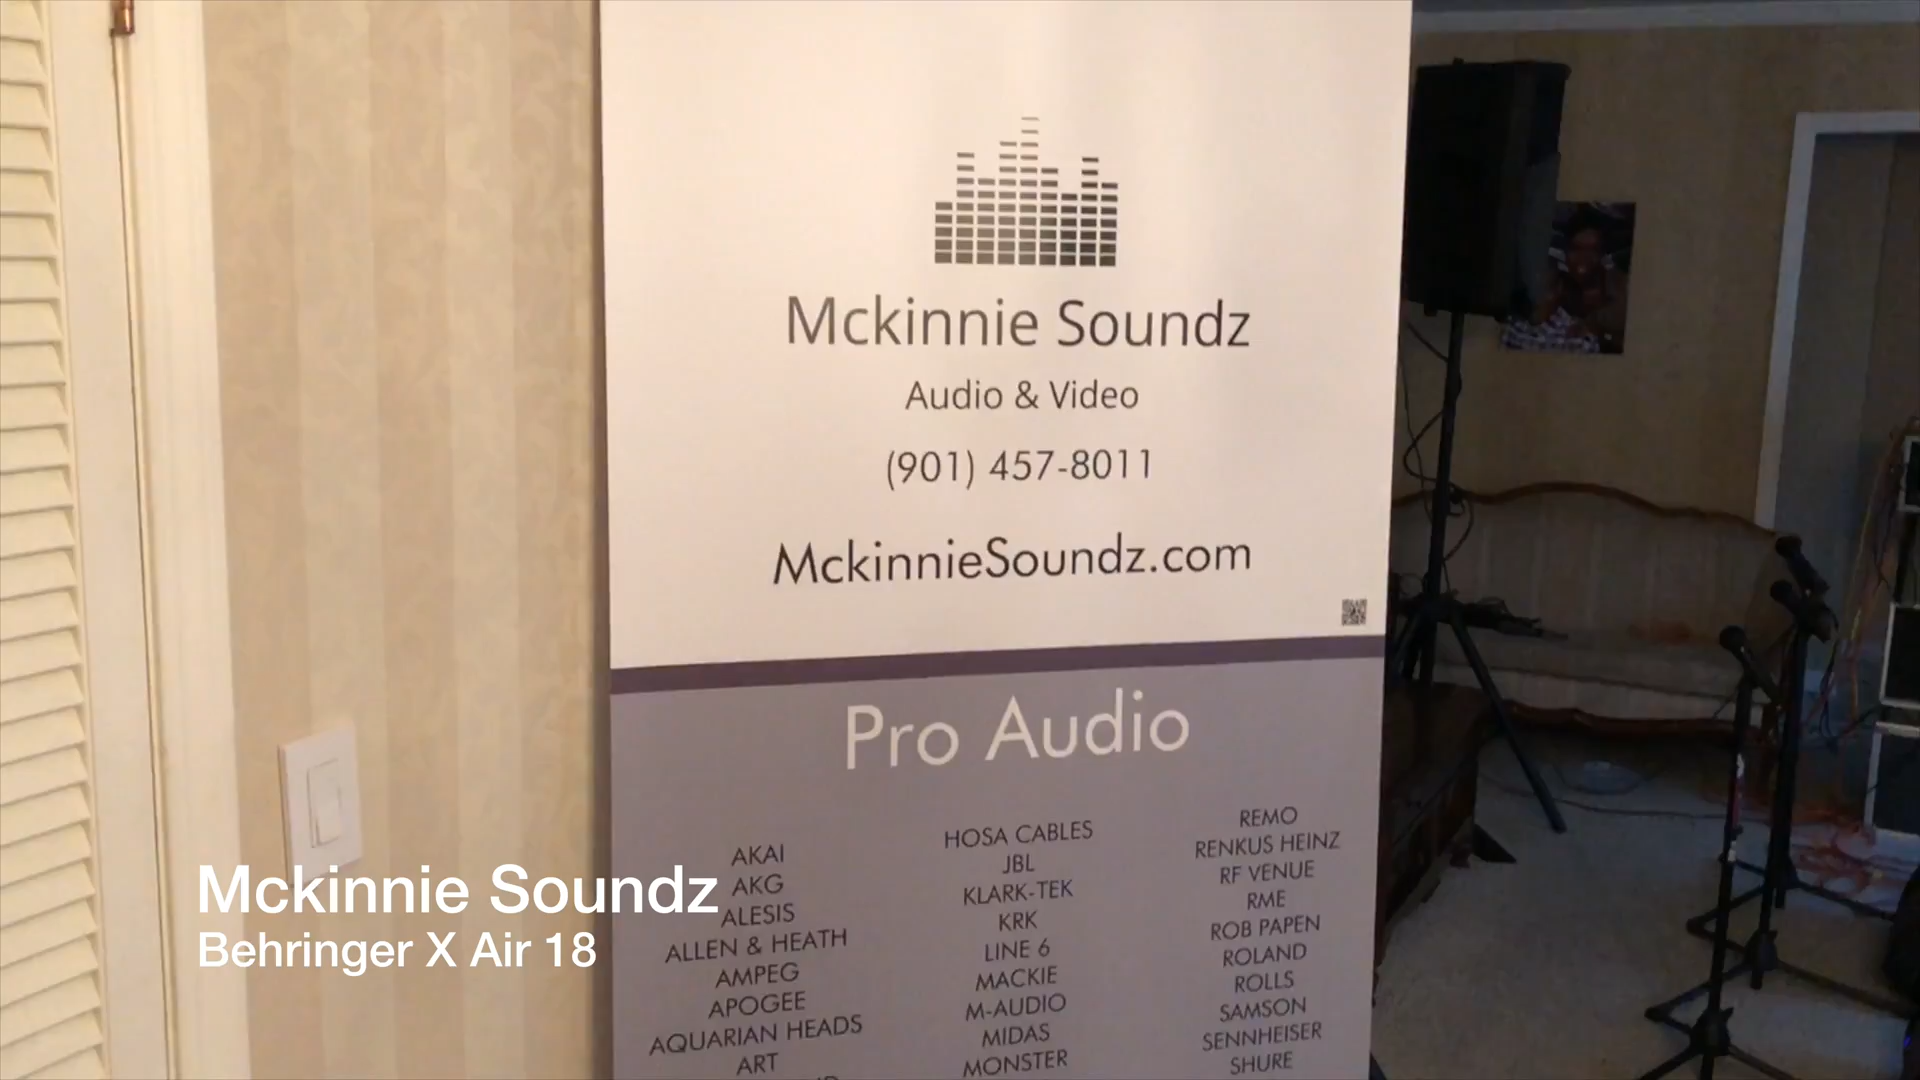 Mckinnie Soundz
Audio & Video
(901) 457-8011
MckinnieSoundz.com
Pro Audio
AKAI
AKG
ALESIS
ALLEN & HEATH
AMPEG
APOGEE
AQUARIAN HEADS
ART
HOSA CABLES
JBL
KLARK-TEK
KRK
LINE 6
MACKIE
M-AUDIO
MIDAS
MONSTER
REMO
RENKUS HEINZ
RF VENUE
RME
ROB PAPEN
ROLAND
ROLLS
SAMSON
SENNHEISER
SHURE
Mckinnie Soundz
Behringer X Air 18